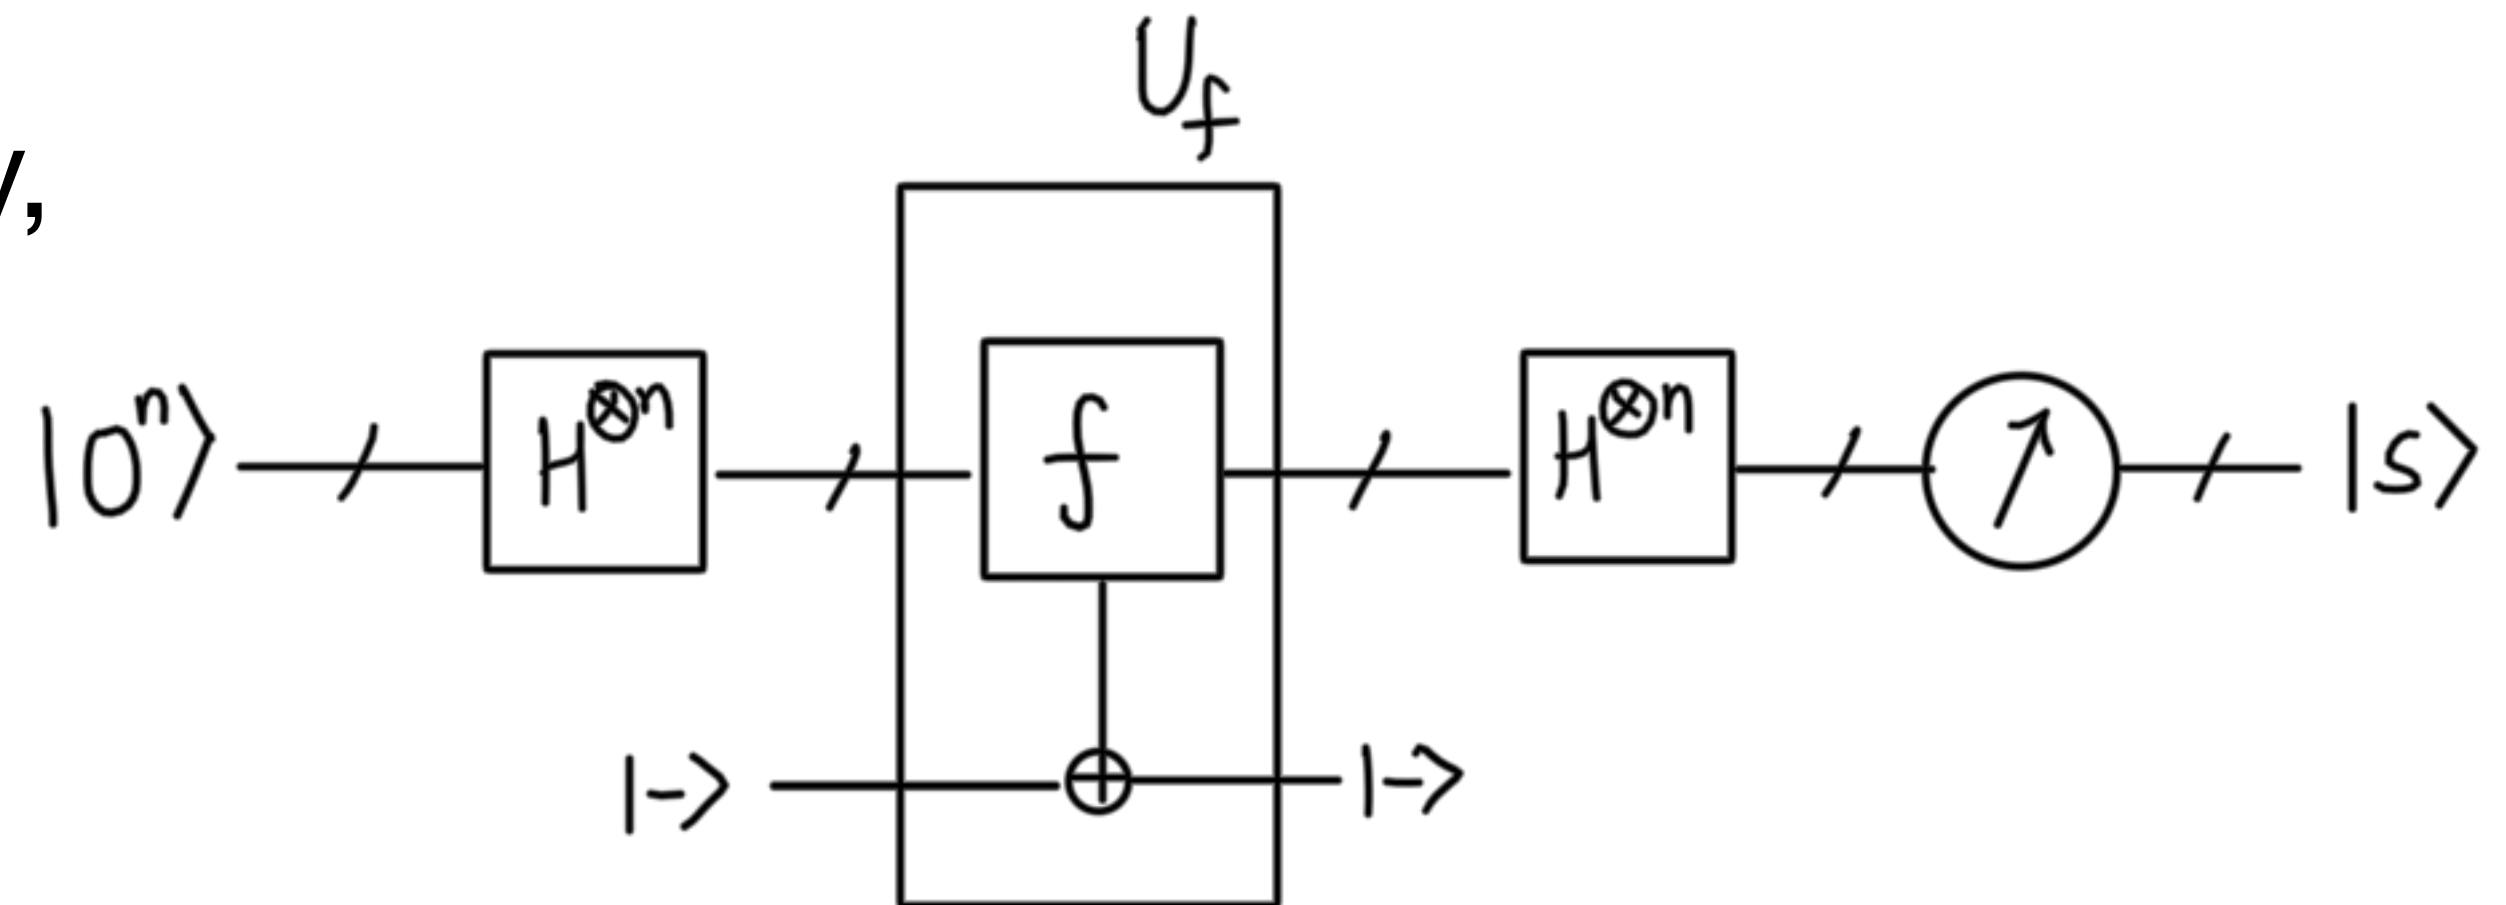 U_f
,
|0^n⟩ H^{⊗n} f H^{⊗n} |s⟩
|-⟩ ⊕ |-⟩